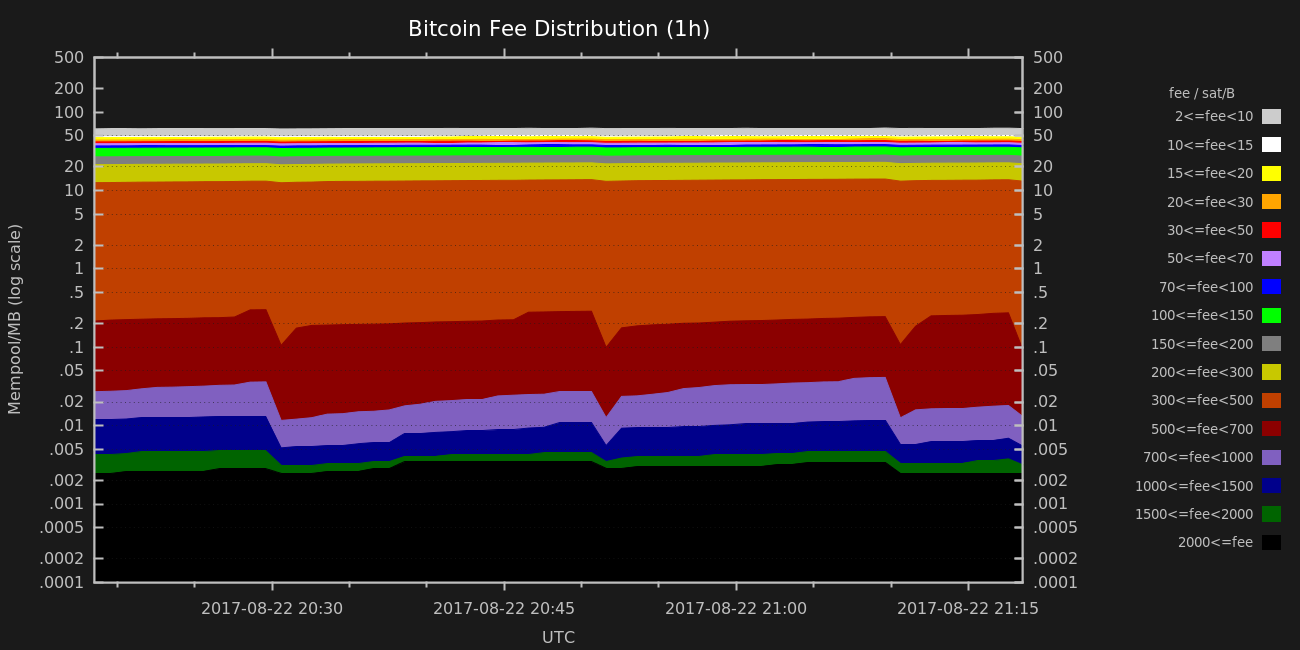 Bitcoin Fee Distribution (1h)
500 500
200 200
100 100
50 50
20 20
10 10
5 5
2 2
1 1
.5 .5
.2 .2
.1 .1
.05 .05
.02 .02
.01 .01
.005 .005
.002 .002
.001 .001
.0005 .0005
.0002 .0002
.0001 .0001
Mempool/MB (log scale)
2017-08-22 20:30 2017-08-22 20:45 2017-08-22 21:00 2017-08-22 21:15
UTC
fee / sat/B
2<=fee<10
10<=fee<15
15<=fee<20
20<=fee<30
30<=fee<50
50<=fee<70
70<=fee<100
100<=fee<150
150<=fee<200
200<=fee<300
300<=fee<500
500<=fee<700
700<=fee<1000
1000<=fee<1500
1500<=fee<2000
2000<=fee